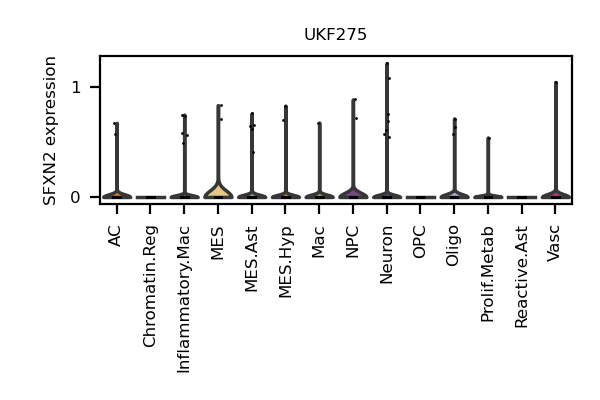 UKF275
SFXN2 expression
1
0
AC
Chromatin.Reg
Inflammatory.Mac
MES
MES.Ast
MES.Hyp
Mac
NPC
Neuron
OPC
Oligo
Prolif.Metab
Reactive.Ast
Vasc